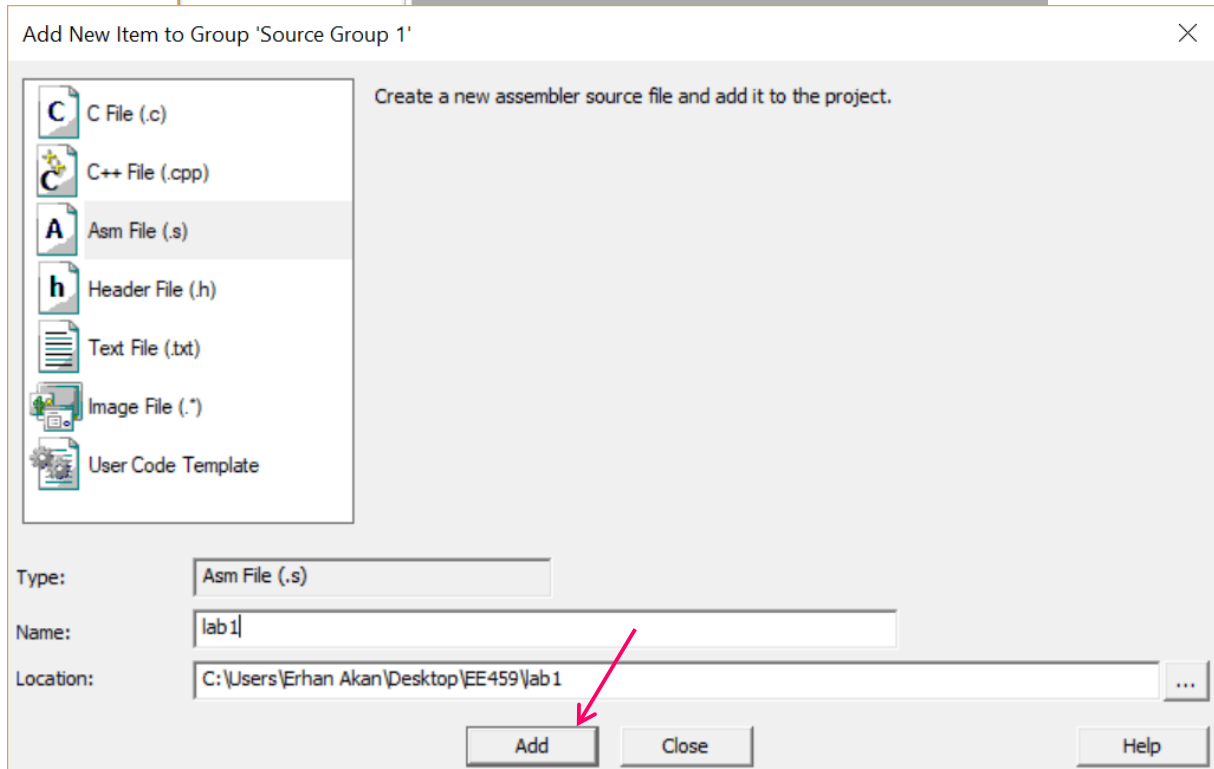 Add New Item to Group 'Source Group 1'
Create a new assembler source file and add it to the project.
C File (.c)
C++ File (.cpp)
Asm File (.s)
Header File (.h)
Text File (.txt)
Image File (.*)
User Code Template
Type: Asm File (.s)
Name: lab1
Location: C:\Users\Erhan Akan\Desktop\EE459\lab1 ...
Add Close Help